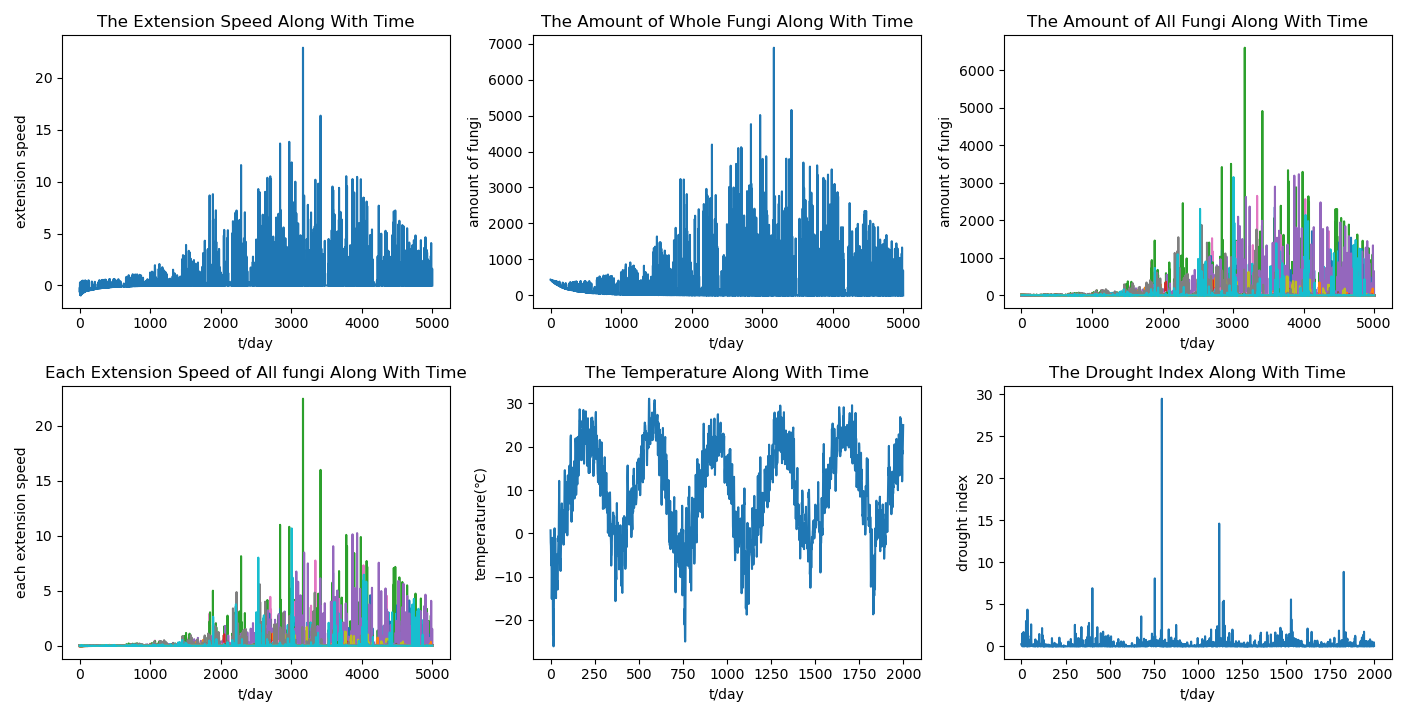 The Extension Speed Along With Time
extension speed
20
15
10
5
0
0 1000 2000 3000 4000 5000
t/day
The Amount of Whole Fungi Along With Time
amount of fungi
7000
6000
5000
4000
3000
2000
1000
0
0 1000 2000 3000 4000 5000
t/day
The Amount of All Fungi Along With Time
amount of fungi
6000
5000
4000
3000
2000
1000
0
0 1000 2000 3000 4000 5000
t/day
Each Extension Speed of All fungi Along With Time
each extension speed
20
15
10
5
0
0 1000 2000 3000 4000 5000
t/day
The Temperature Along With Time
temperature(℃)
30
20
10
0
−10
−20
0 250 500 750 1000 1250 1500 1750 2000
t/day
The Drought Index Along With Time
drought index
30
25
20
15
10
5
0
0 250 500 750 1000 1250 1500 1750 2000
t/day